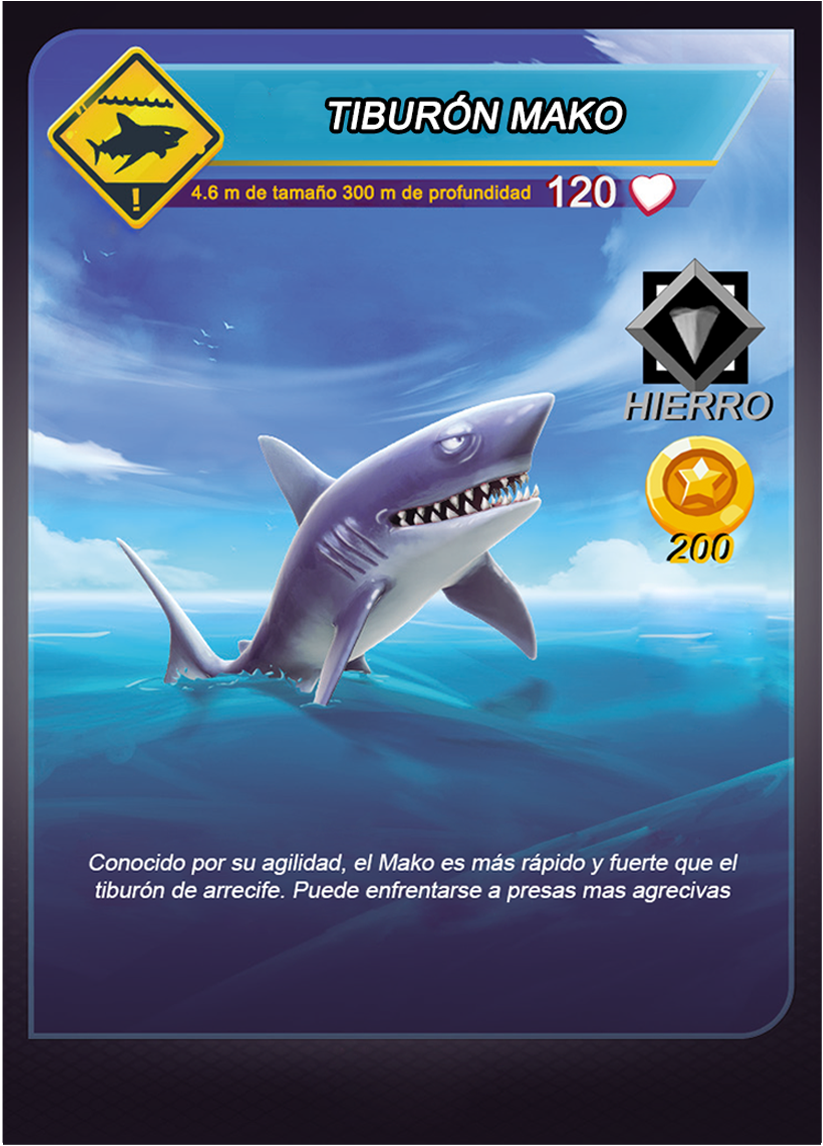 TIBURÓN MAKO
4.6 m de tamaño 300 m de profundidad 120
!
HIERRO
200
Conocido por su agilidad, el Mako es más rápido y fuerte que el
tiburón de arrecife. Puede enfrentarse a presas mas agrecivas